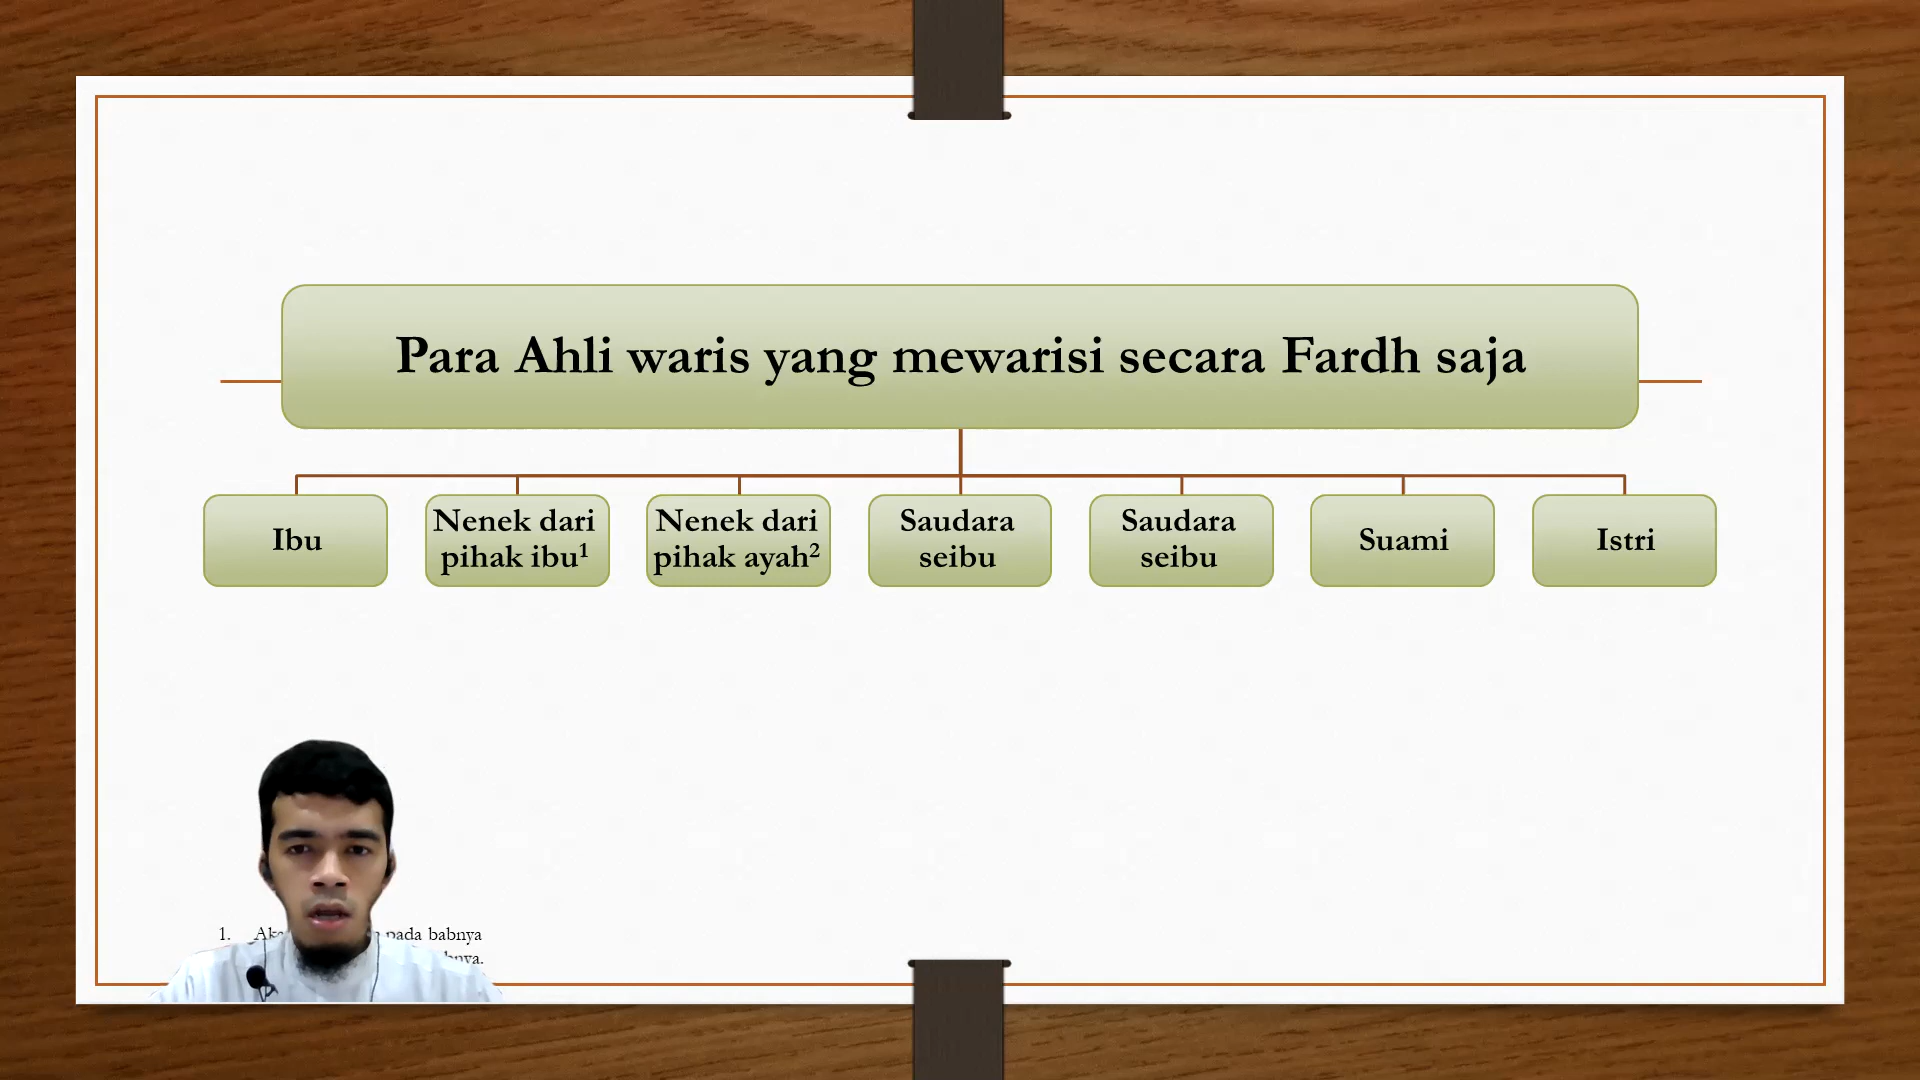 Para Ahli waris yang mewarisi secara Fardh saja
Ibu
Nenek dari
pihak ibu¹
Nenek dari
pihak ayah²
Saudara
seibu
Saudara
seibu
Suami
Istri
1. pada babnya